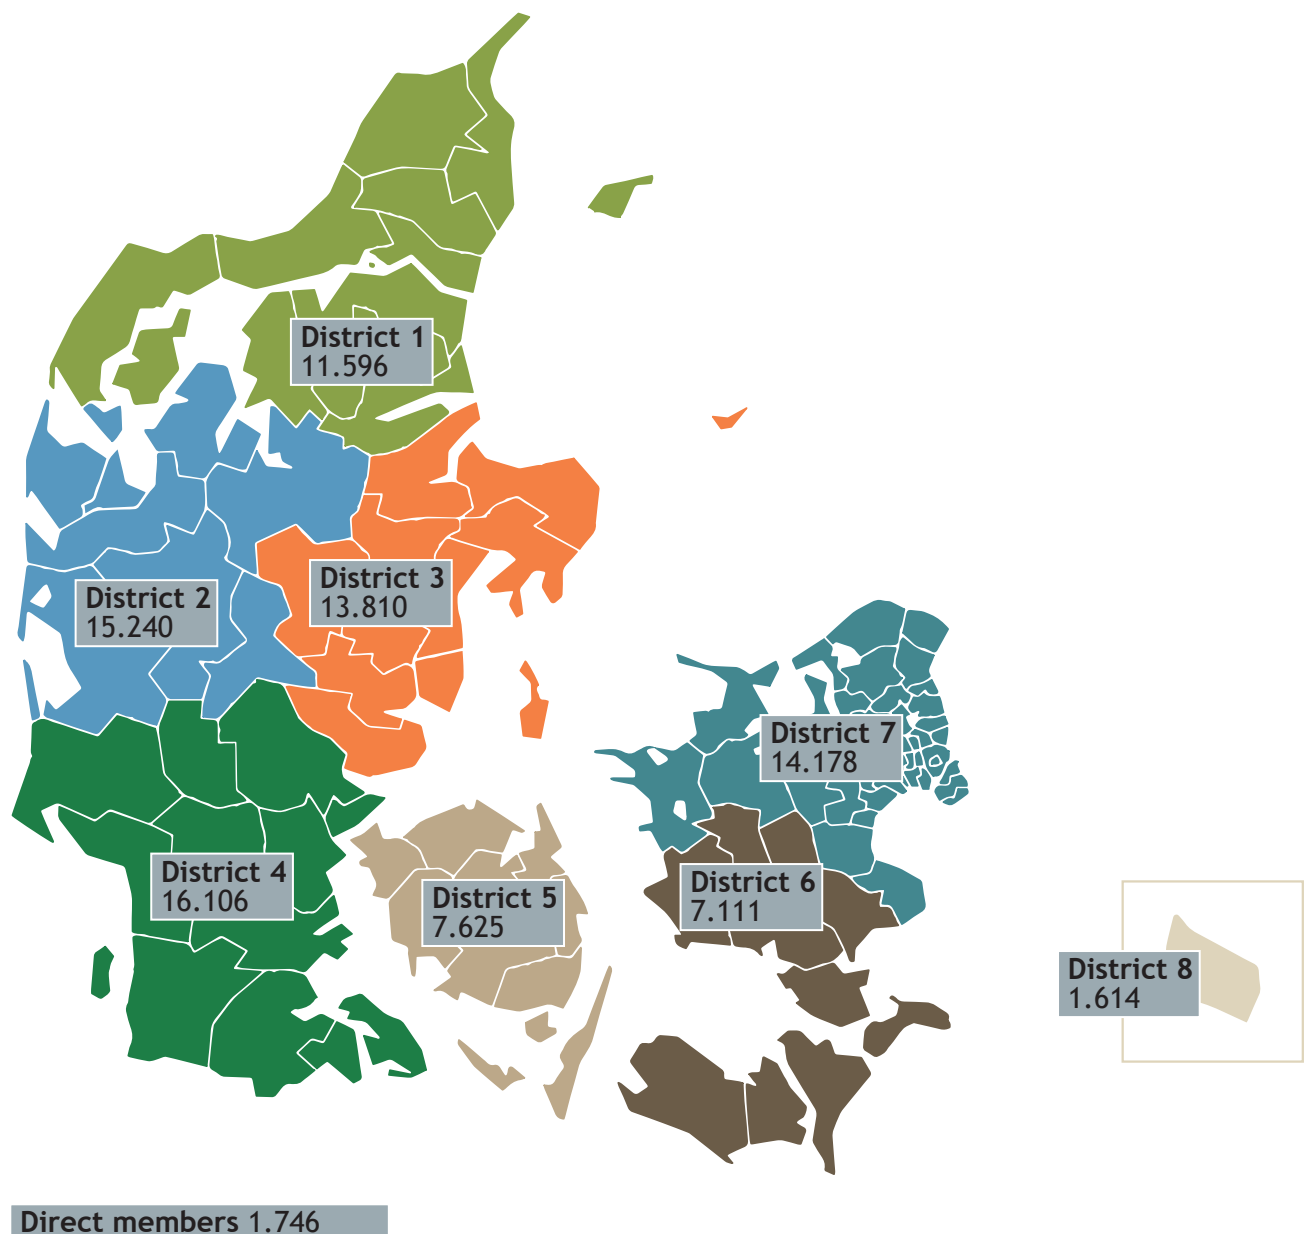 District 1
11.596
District 3
13.810
District 2
15.240
District 7
14.178
District 4
16.106
District 5
7.625
District 6
7.111
District 8
1.614
Direct members 1.746